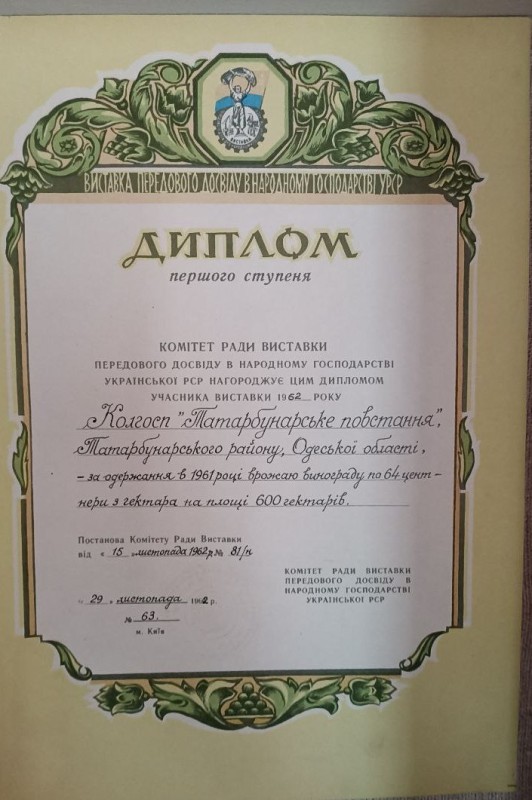 ВИСТАВКА
ВИСТАВКА ПЕРЕДОВОГО ДОСВІДУ В НАРОДНОМУ ГОСПОДАРСТВІ УРСР
ДИПЛОМ
першого ступеня
КОМІТЕТ РАДИ ВИСТАВКИ
ПЕРЕДОВОГО ДОСВІДУ В НАРОДНОМУ ГОСПОДАРСТВІ
УКРАЇНСЬКОЇ РСР НАГОРОДЖУЄ ЦИМ ДИПЛОМОМ
УЧАСНИКА ВИСТАВКИ 1962 РОКУ
Колгосп "Татарбунарське повстання",
Татарбунарського району, Одеської області,
– за одержання в 1961 році врожаю винограду по 64 цент-
нери з гектара на площі 600 гектарів.
Постанова Комітету Ради Виставки
від « 15 » листопада 1962 р. № 81/н
КОМІТЕТ РАДИ ВИСТАВКИ
ПЕРЕДОВОГО ДОСВІДУ В
НАРОДНОМУ ГОСПОДАРСТВІ
УКРАЇНСЬКОЇ РСР
« 29 » листопада 1962 р.
№ 63.
м. Київ